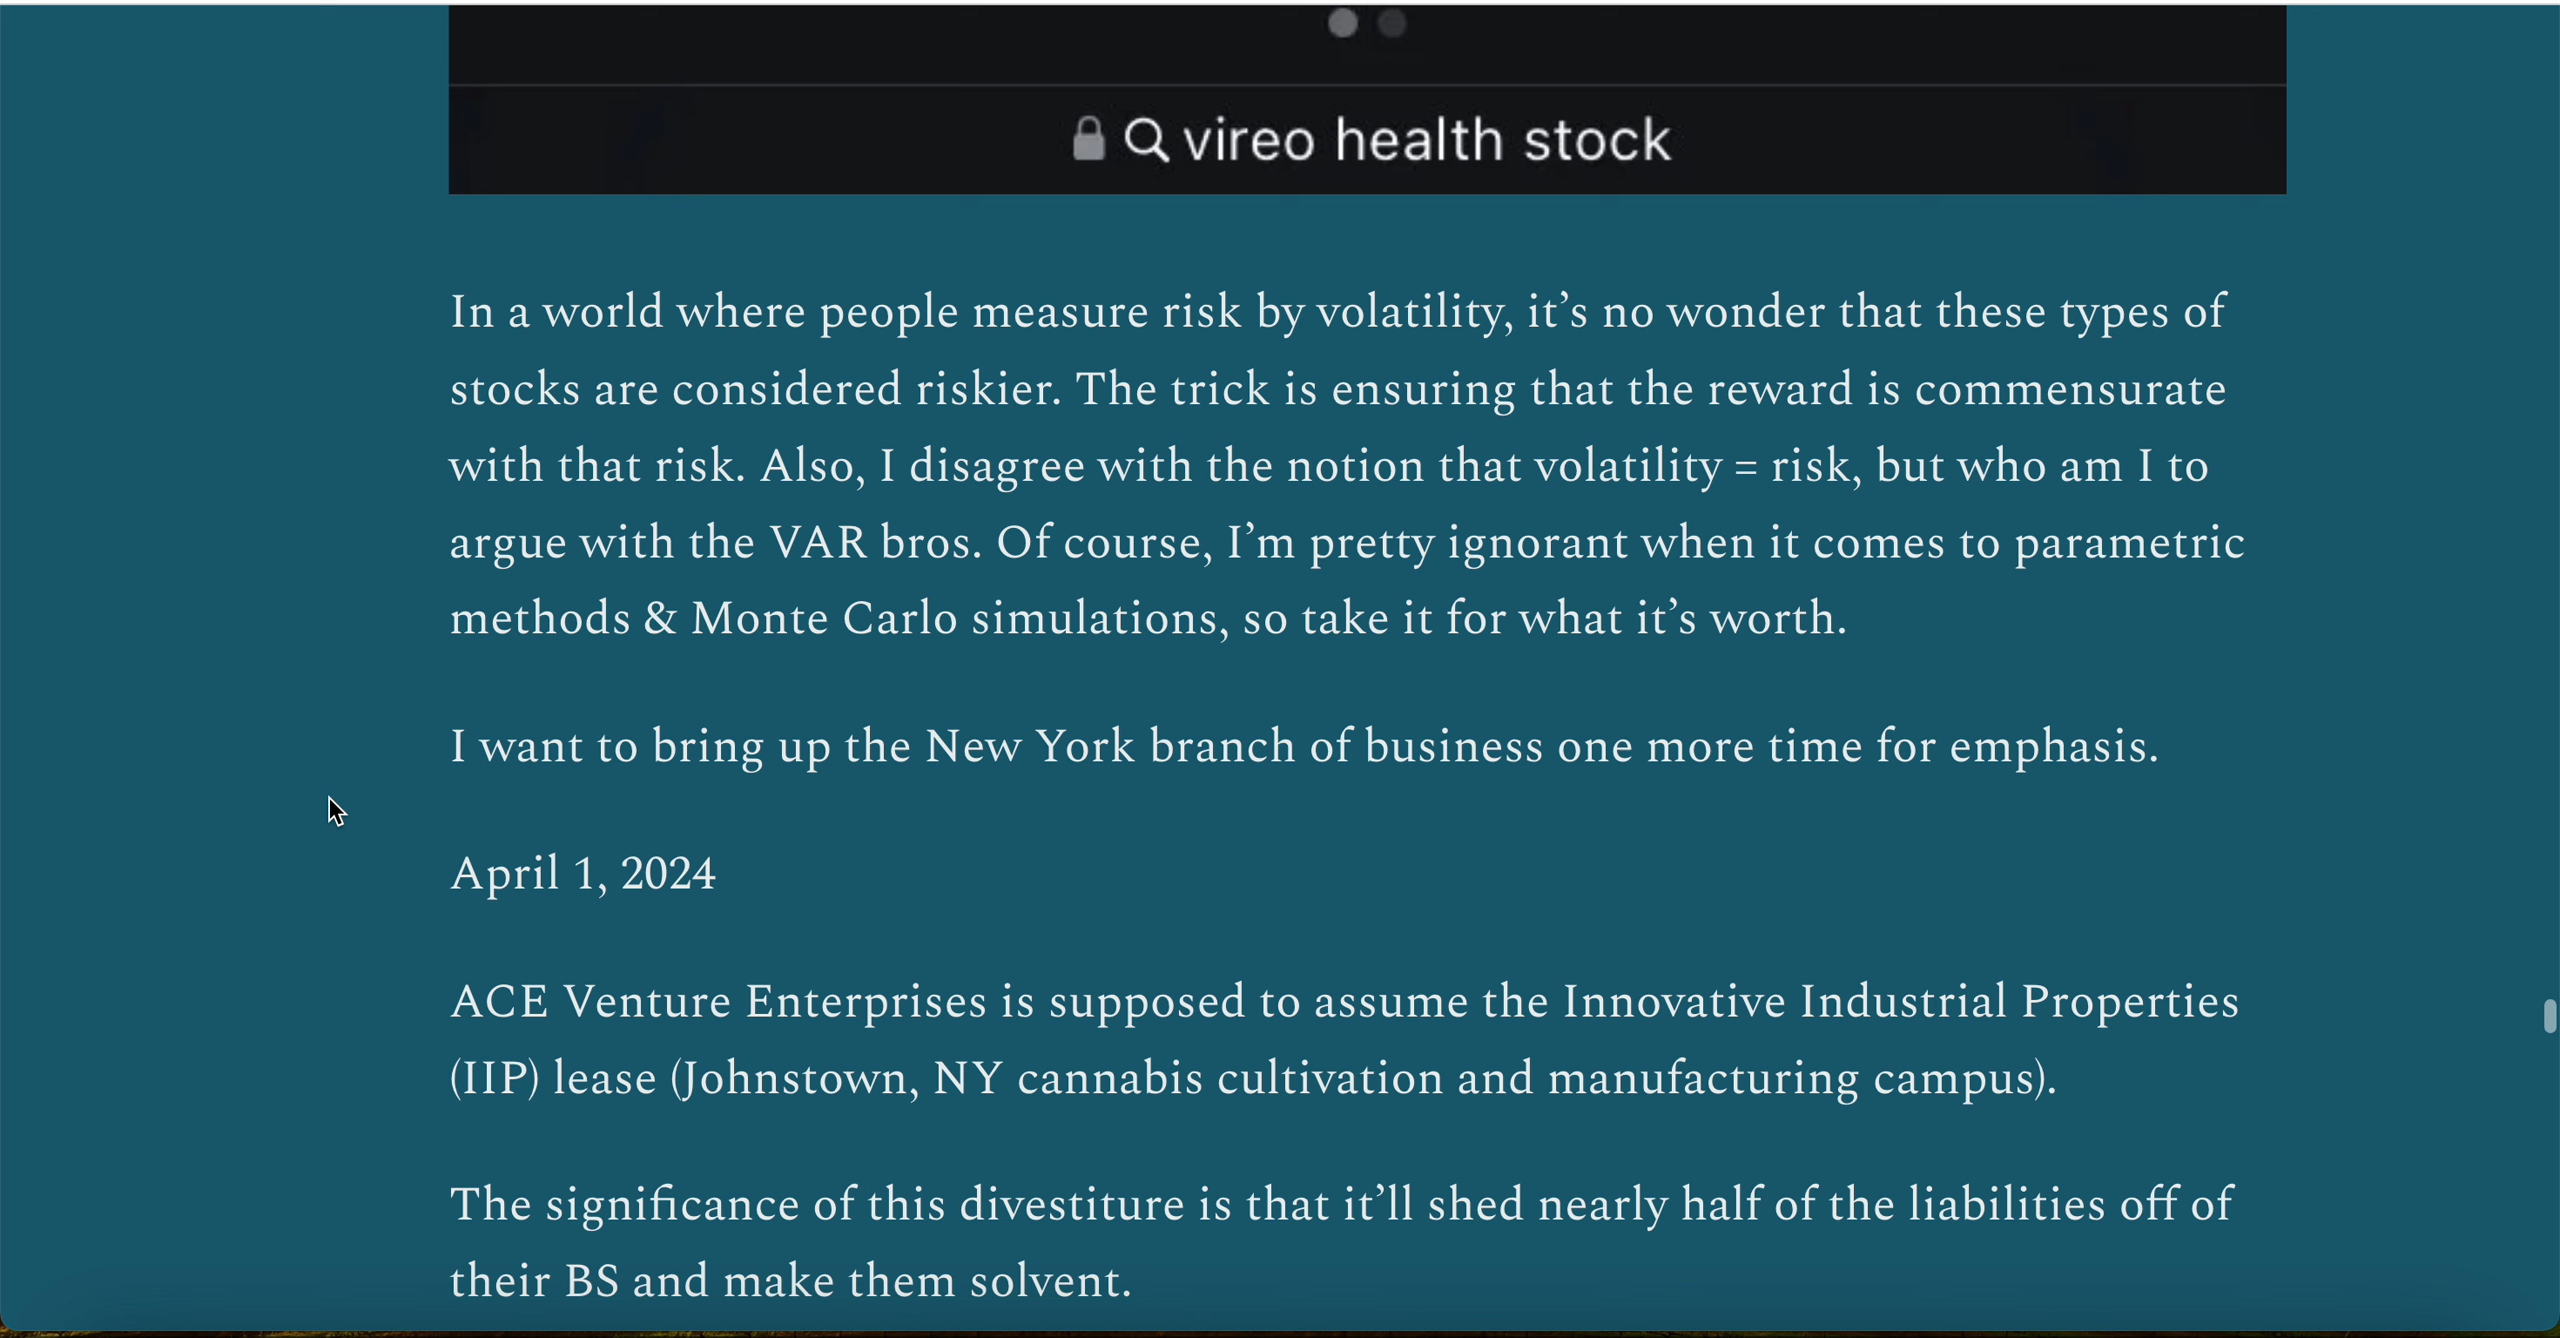 vireo health stock
In a world where people measure risk by volatility, it’s no wonder that these types of
stocks are considered riskier. The trick is ensuring that the reward is commensurate
with that risk. Also, I disagree with the notion that volatility = risk, but who am I to
argue with the VAR bros. Of course, I’m pretty ignorant when it comes to parametric
methods & Monte Carlo simulations, so take it for what it’s worth.
I want to bring up the New York branch of business one more time for emphasis.
April 1, 2024
ACE Venture Enterprises is supposed to assume the Innovative Industrial Properties
(IIP) lease (Johnstown, NY cannabis cultivation and manufacturing campus).
The significance of this divestiture is that it’ll shed nearly half of the liabilities off of
their BS and make them solvent.